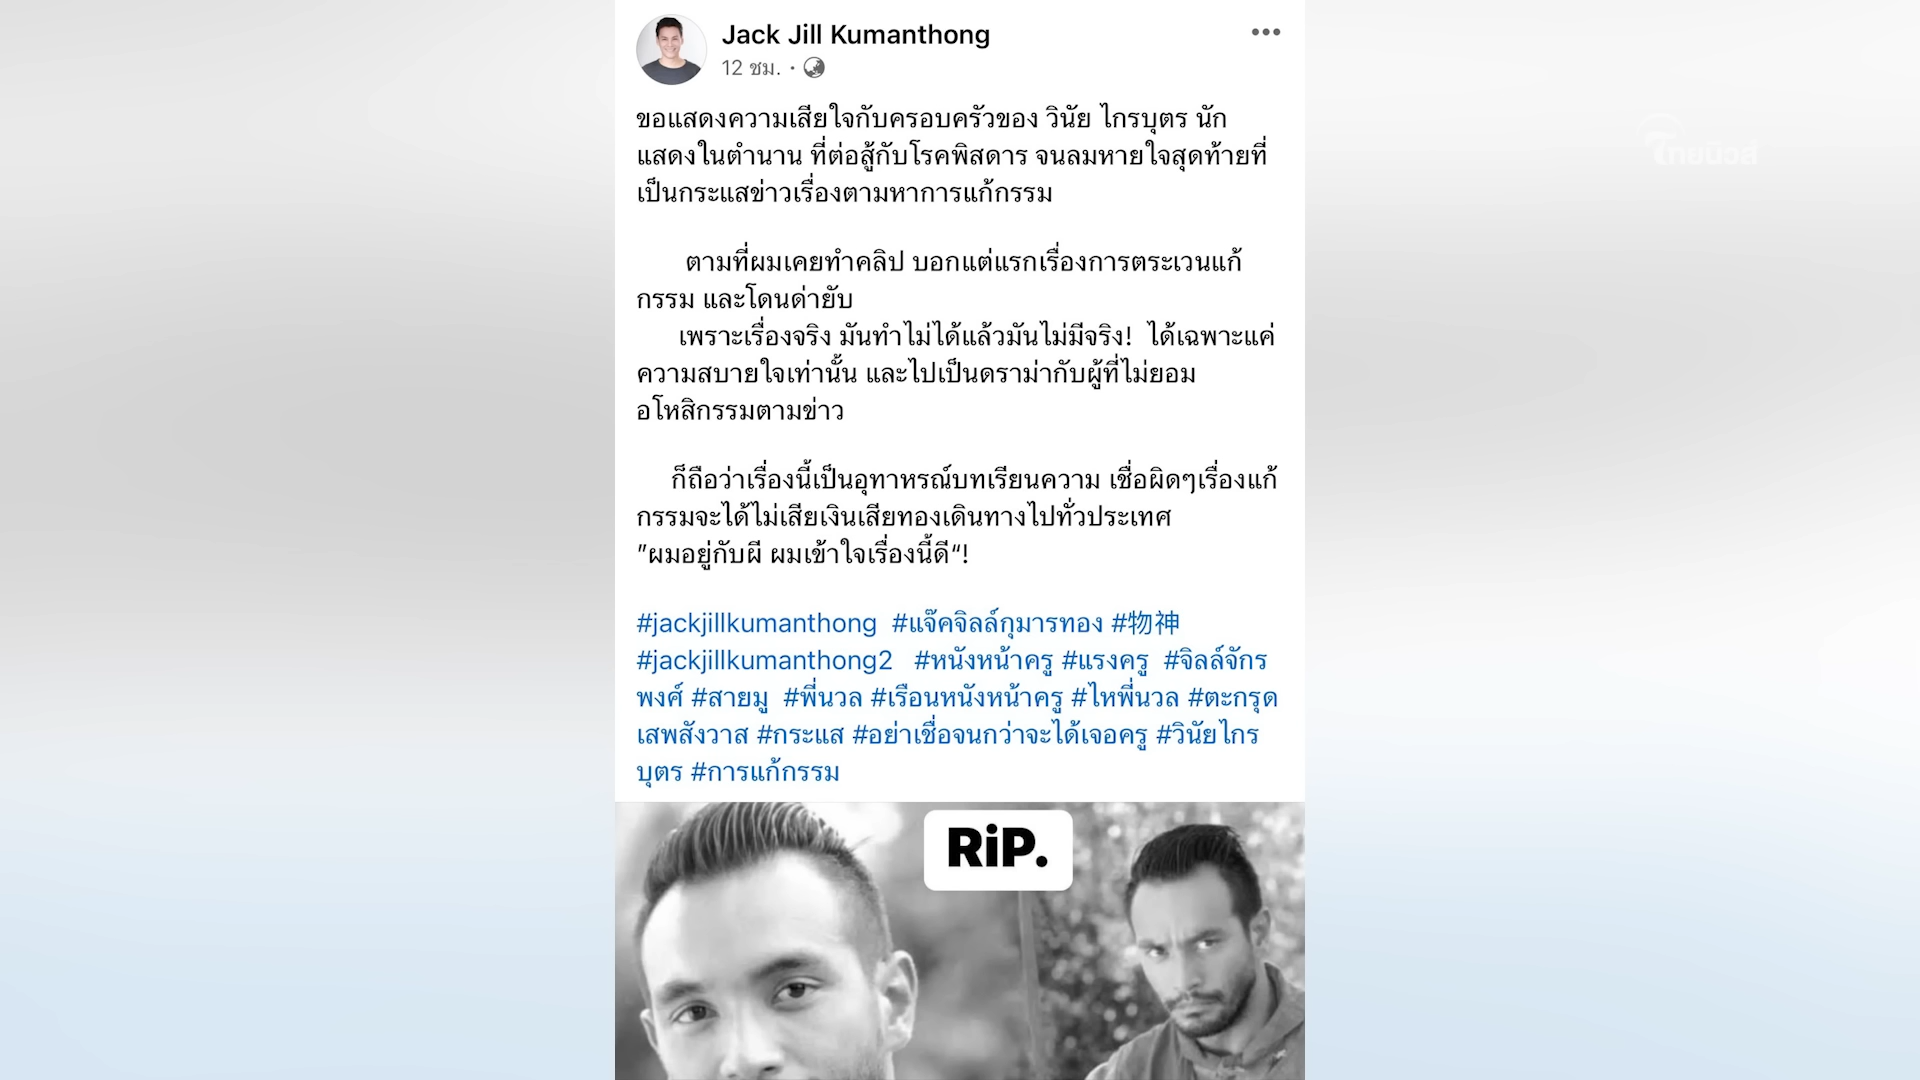 Jack Jill Kumanthong
12 ชม. ·
ไทยนิวส์
ขอแสดงความเสียใจกับครอบครัวของ วินัย ไกรบุตร นัก
แสดงในตำนาน ที่ต่อสู้กับโรคพิสดาร จนลมหายใจสุดท้ายที่
เป็นกระแสข่าวเรื่องตามหาการแก้กรรม
ตามที่ผมเคยทำคลิป บอกแต่แรกเรื่องการตระเวนแก้
กรรม และโดนด่ายับ
เพราะเรื่องจริง มันทำไม่ได้แล้วมันไม่มีจริง! ได้เฉพาะแค่
ความสบายใจเท่านั้น และไปเป็นดราม่ากับผู้ที่ไม่ยอม
อโหสิกรรมตามข่าว
ก็ถือว่าเรื่องนี้เป็นอุทาหรณ์บทเรียนความ เชื่อผิดๆเรื่องแก้
กรรมจะได้ไม่เสียเงินเสียทองเดินทางไปทั่วประเทศ
”ผมอยู่กับผี ผมเข้าใจเรื่องนี้ดี“!
#jackjillkumanthong #แจ๊คจิลล์กุมารทอง #物神
#jackjillkumanthong2 #หนังหน้าครู #แรงครู #จิลล์จักร
พงศ์ #สายมู #พี่นวล #เรือนหนังหน้าครู #ไหพี่นวล #ตะกรุด
เสพสังวาส #กระแส #อย่าเชื่อจนกว่าจะได้เจอครู #วินัยไกร
บุตร #การแก้กรรม
RiP.